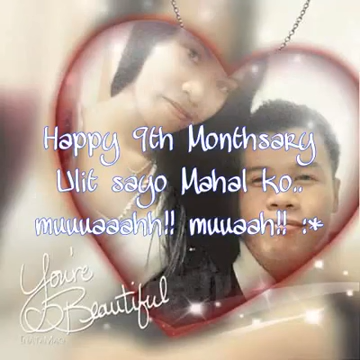 Happy 9th Monthsary
Ulit sayo Mahal ko..
muuuaaahh!! muuaah!! :*
You're
Beautiful